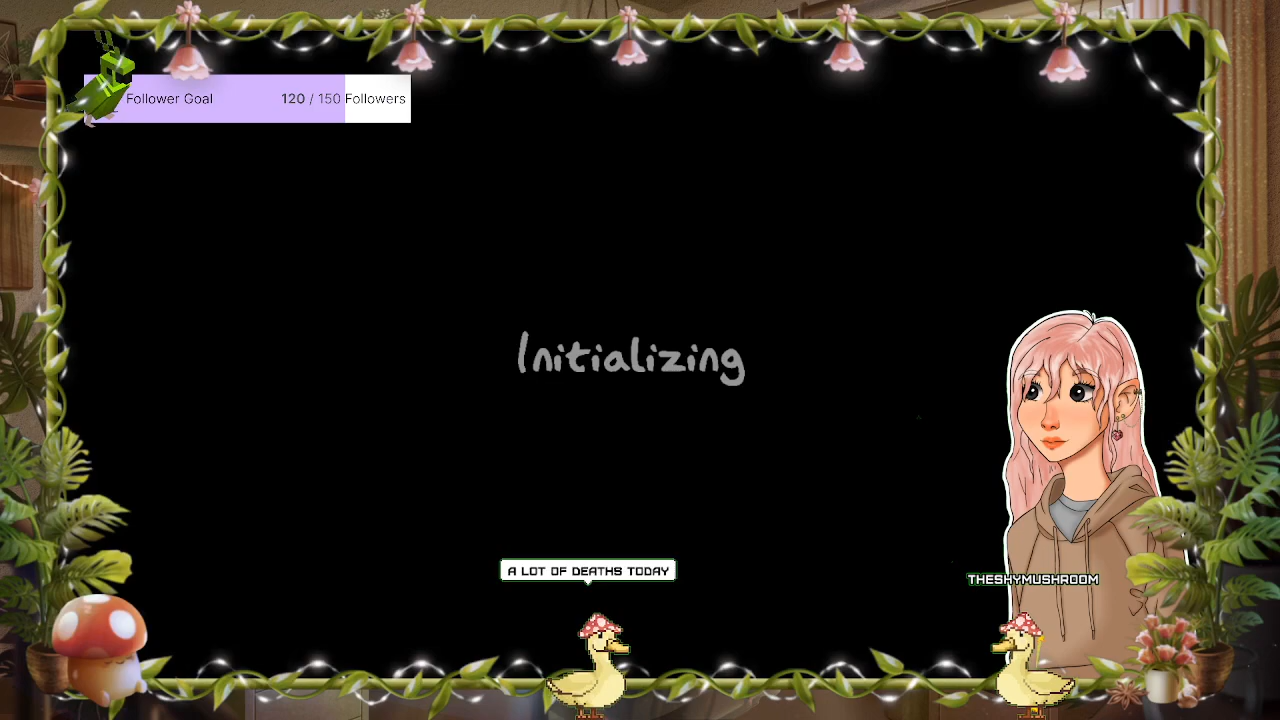 Follower Goal 120 / 150 Followers
Initializing
A LOT OF DEATHS TODAY
THESHYMUSHROOM